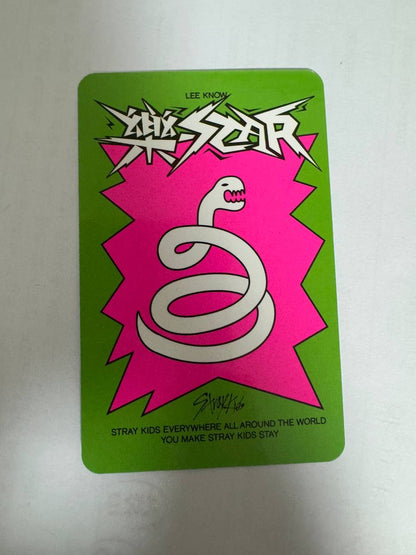 LEE KNOW
樂-STAR
Stray Kids
STRAY KIDS EVERYWHERE ALL AROUND THE WORLD
YOU MAKE STRAY KIDS STAY